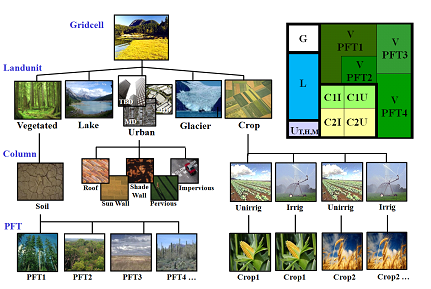 Gridcell
Landunit
Vegetated Lake Urban Glacier Crop
TBD
MD
Column
Soil
Roof Sun Wall Shade Wall Pervious Impervious
Unirrig Irrig Unirrig Irrig
PFT
PFT1 PFT2 PFT3 PFT4 ...
Crop1 Crop1 Crop2 Crop2 ...
G
L
UT,H,M
V PFT1
V PFT2
V PFT3
V PFT4
C1I C1U
C2I C2U